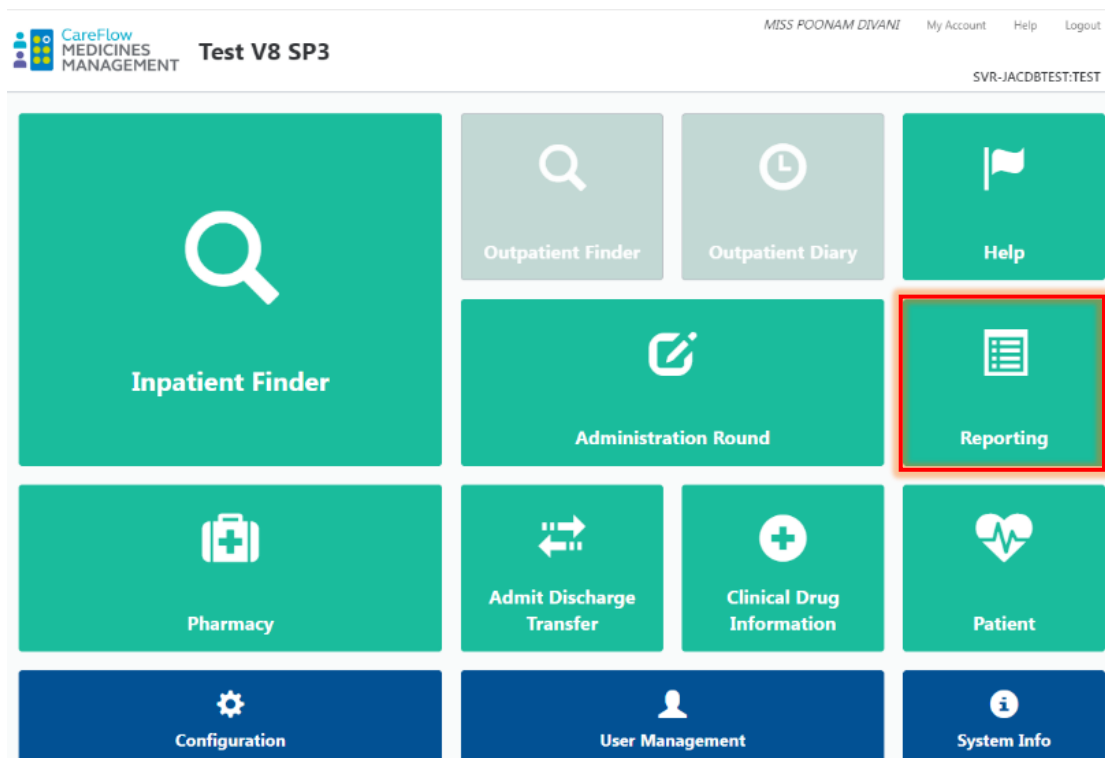 CareFlow
MEDICINES
MANAGEMENT
Test V8 SP3
MISS POONAM DIVANI My Account Help Logout
SVR-JACDBTEST:TEST
Inpatient Finder
Outpatient Finder
Outpatient Diary
Help
Administration Round
Reporting
Pharmacy
Admit Discharge
Transfer
Clinical Drug
Information
Patient
Configuration
User Management
System Info